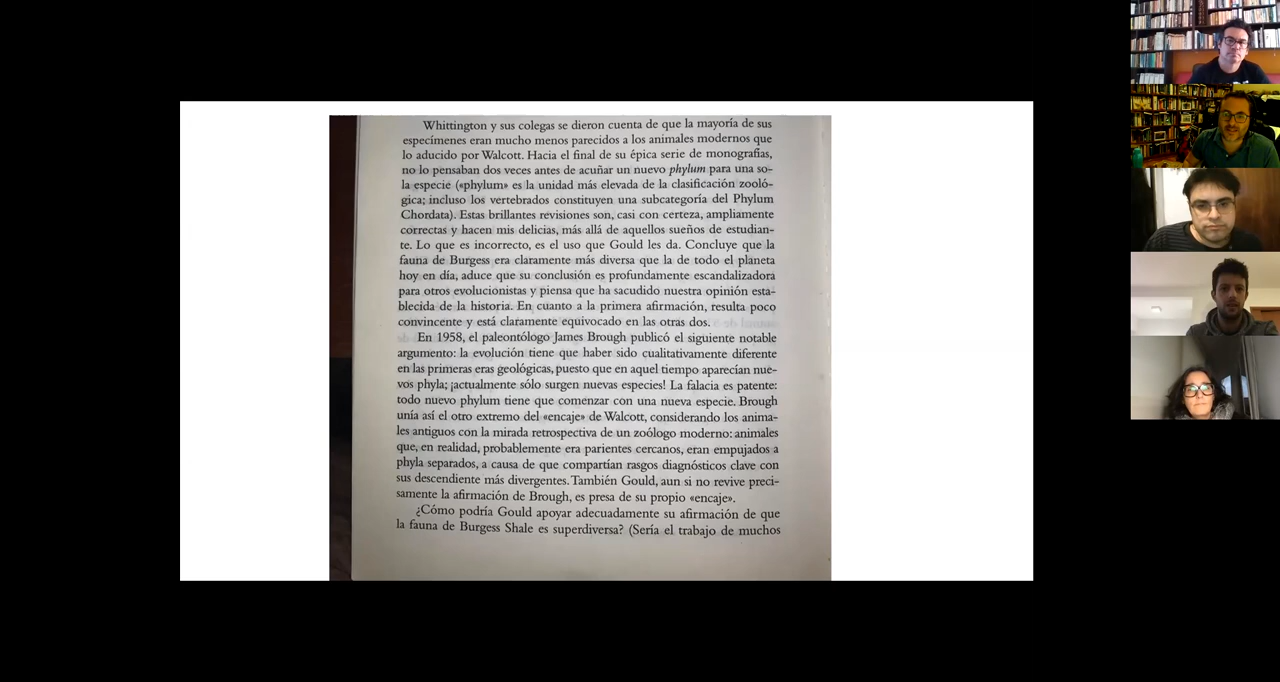 Whittington y sus colegas se dieron cuenta de que la mayoría de sus
especímenes eran mucho menos parecidos a los animales modernos que
lo aducido por Walcott. Hacia el final de su épica serie de monografías,
no lo pensaban dos veces antes de acuñar un nuevo phylum para una so-
la especie («phylum» es la unidad más elevada de la clasificación zooló-
gica; incluso los vertebrados constituyen una subcategoría del Phylum
Chordata). Estas brillantes revisiones son, casi con certeza, ampliamente
correctas y hacen mis delicias, más allá de aquellos sueños de estudian-
te. Lo que es incorrecto, es el uso que Gould les da. Concluye que la
fauna de Burgess era claramente más diversa que la de todo el planeta
hoy en día, aduce que su conclusión es profundamente escandalizadora
para otros evolucionistas y piensa que ha sacudido nuestra opinión esta-
blecida de la historia. En cuanto a la primera afirmación, resulta poco
convincente y está claramente equivocado en las otras dos.
En 1958, el paleontólogo James Brough publicó el siguiente notable
argumento: la evolución tiene que haber sido cualitativamente diferente
en las primeras eras geológicas, puesto que en aquel tiempo aparecían nue-
vos phyla; ¡actualmente sólo surgen nuevas especies! La falacia es patente:
todo nuevo phylum tiene que comenzar con una nueva especie. Brough
unía así el otro extremo del «encaje» de Walcott, considerando los anima-
les antiguos con la mirada retrospectiva de un zoólogo moderno: animales
que, en realidad, probablemente era parientes cercanos, eran empujados a
phyla separados, a causa de que compartían rasgos diagnósticos clave con
sus descendiente más divergentes. También Gould, aun si no revive preci-
samente la afirmación de Brough, es presa de su propio «encaje».
¿Cómo podría Gould apoyar adecuadamente su afirmación de que
la fauna de Burgess Shale es superdiversa? (Sería el trabajo de muchos